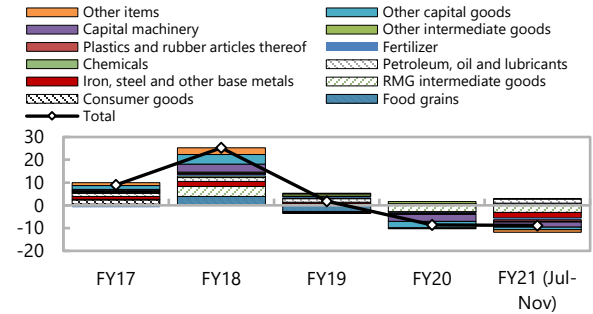 Other items
Other capital goods
Capital machinery
Other intermediate goods
Plastics and rubber articles thereof
Fertilizer
Chemicals
Petroleum, oil and lubricants
Iron, steel and other base metals
RMG intermediate goods
Consumer goods
Food grains
Total
30
20
10
0
-10
-20
FY17
FY18
FY19
FY20
FY21 (Jul-
Nov)